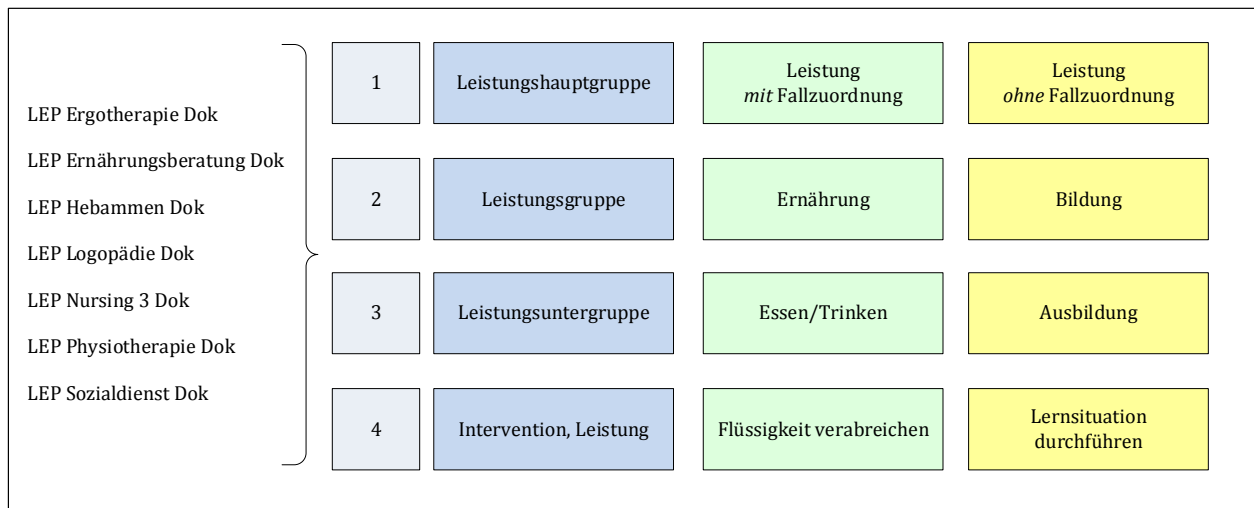 LEP Ergotherapie Dok
LEP Ernährungsberatung Dok
LEP Hebammen Dok
LEP Logopädie Dok
LEP Nursing 3 Dok
LEP Physiotherapie Dok
LEP Sozialdienst Dok
1
Leistungshauptgruppe
Leistung
mit Fallzuordnung
Leistung
ohne Fallzuordnung
2
Leistungsgruppe
Ernährung
Bildung
3
Leistungsuntergruppe
Essen/Trinken
Ausbildung
4
Intervention, Leistung
Flüssigkeit verabreichen
Lernsituation
durchführen